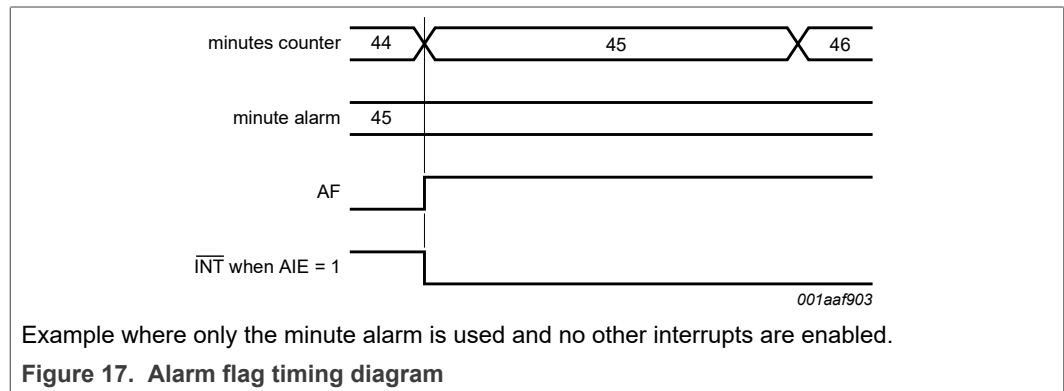 minutes counter 44 45 46
minute alarm 45
AF
INT when AIE = 1
001aaf903
Example where only the minute alarm is used and no other interrupts are enabled.
Figure 17. Alarm flag timing diagram